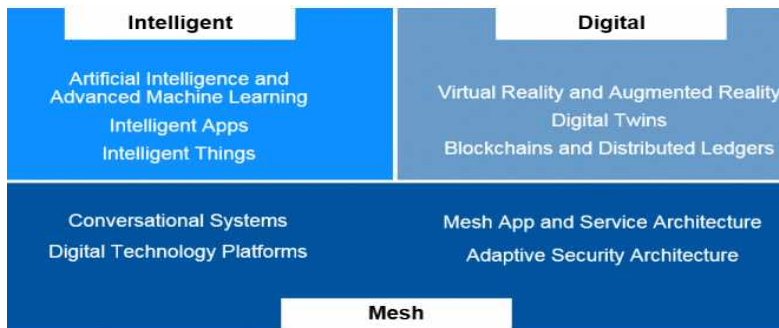 Intelligent
Artificial Intelligence and
Advanced Machine Learning
Intelligent Apps
Intelligent Things
Digital
Virtual Reality and Augmented Reality
Digital Twins
Blockchains and Distributed Ledgers
Conversational Systems
Digital Technology Platforms
Mesh App and Service Architecture
Adaptive Security Architecture
Mesh